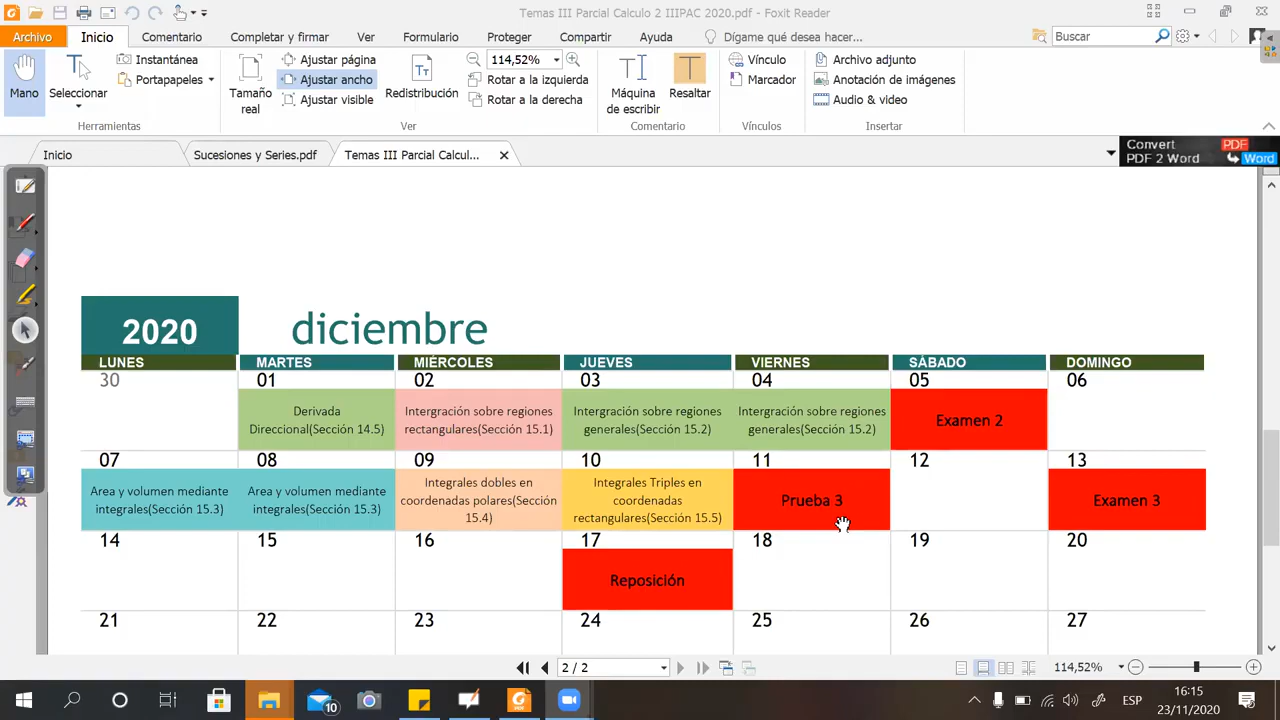 Temas III Parcial Calculo 2 IIIPAC 2020.pdf - Foxit Reader
Archivo Inicio Comentario Completar y firmar Ver Formulario Proteger Compartir Ayuda Dígame qué desea hacer... Buscar
Mano
Seleccionar
Instantánea
Portapapeles
Herramientas
Tamaño
real
Ajustar página
Ajustar ancho
Ajustar visible
Redistribución
114,52%
Rotar a la izquierda
Rotar a la derecha
Ver
Máquina
de escribir
Resaltar
Comentario
Vínculo
Marcador
Vínculos
Archivo adjunto
Anotación de imágenes
Audio & video
Insertar
Inicio Sucesiones y Series.pdf Temas III Parcial Calcul...
Convert
PDF 2 Word
PDF
Word
2020 diciembre
LUNES MARTES MIÉRCOLES JUEVES VIERNES SÁBADO DOMINGO
30 01 02 03 04 05 06
Derivada
Direccional(Sección 14.5)
Intergración sobre regiones
rectangulares(Sección 15.1)
Intergración sobre regiones
generales(Sección 15.2)
Intergración sobre regiones
generales(Sección 15.2)
Examen 2
07 08 09 10 11 12 13
Area y volumen mediante
integrales(Sección 15.3)
Area y volumen mediante
integrales(Sección 15.3)
Integrales dobles en
coordenadas polares(Sección
15.4)
Integrales Triples en
coordenadas
rectangulares(Sección 15.5)
Prueba 3
Examen 3
14 15 16 17 18 19 20
Reposición
21 22 23 24 25 26 27
2 / 2
114,52%
10
ESP
16:15
23/11/2020